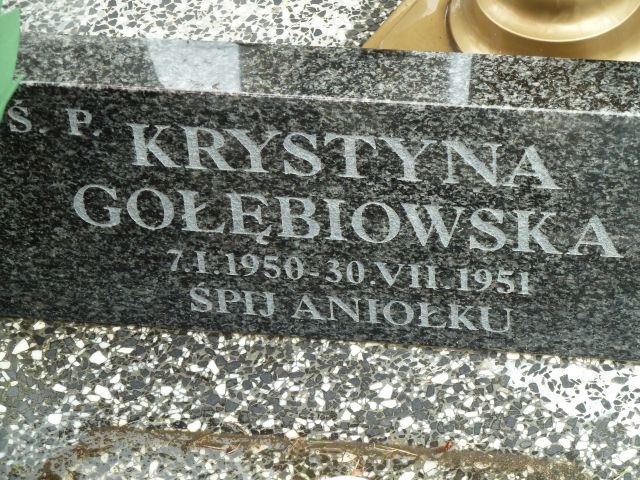 Ś. P. KRYSTYNA
GOŁĘBIOWSKA
7.I.1950-30.VII.1951
ŚPIJ ANIOŁKU